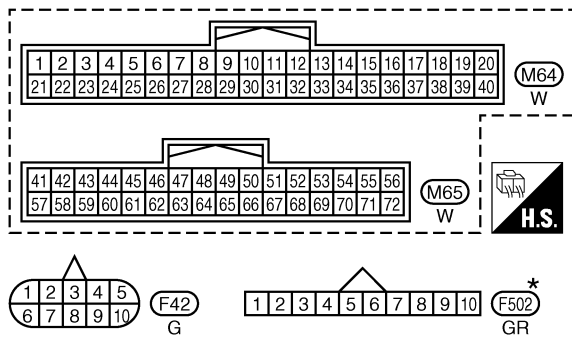 1 2 3 4 5 6 7 8 9 10 11 12 13 14 15 16 17 18 19 20
21 22 23 24 25 26 27 28 29 30 31 32 33 34 35 36 37 38 39 40
M64
W
41 42 43 44 45 46 47 48 49 50 51 52 53 54 55 56
57 58 59 60 61 62 63 64 65 66 67 68 69 70 71 72
M65
W
H.S.
1 2 3 4 5
6 7 8 9 10
F42
G
1 2 3 4 5 6 7 8 9 10
*
F502
GR